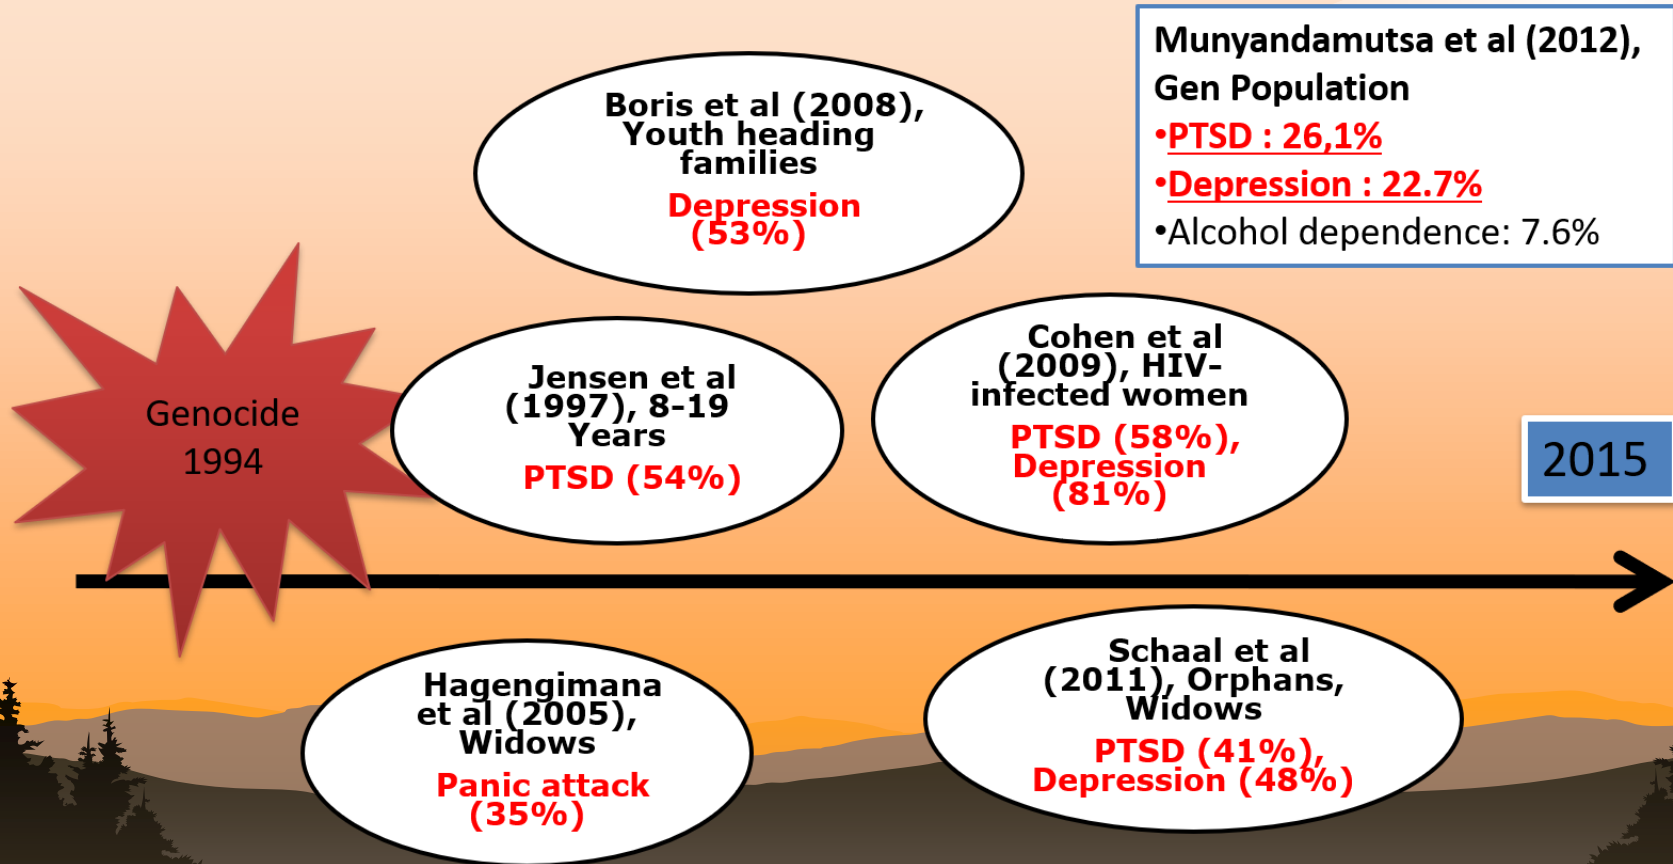 Munyandamutsa et al (2012),
Gen Population
•PTSD : 26,1%
•Depression : 22.7%
•Alcohol dependence: 7.6%
Boris et al (2008),
Youth heading
families
Depression
(53%)
Genocide
1994
Jensen et al
(1997), 8-19
Years
PTSD (54%)
Cohen et al
(2009), HIV-
infected women
PTSD (58%),
Depression
(81%)
2015
Hagengimana
et al (2005),
Widows
Panic attack
(35%)
Schaal et al
(2011), Orphans,
Widows
PTSD (41%),
Depression (48%)